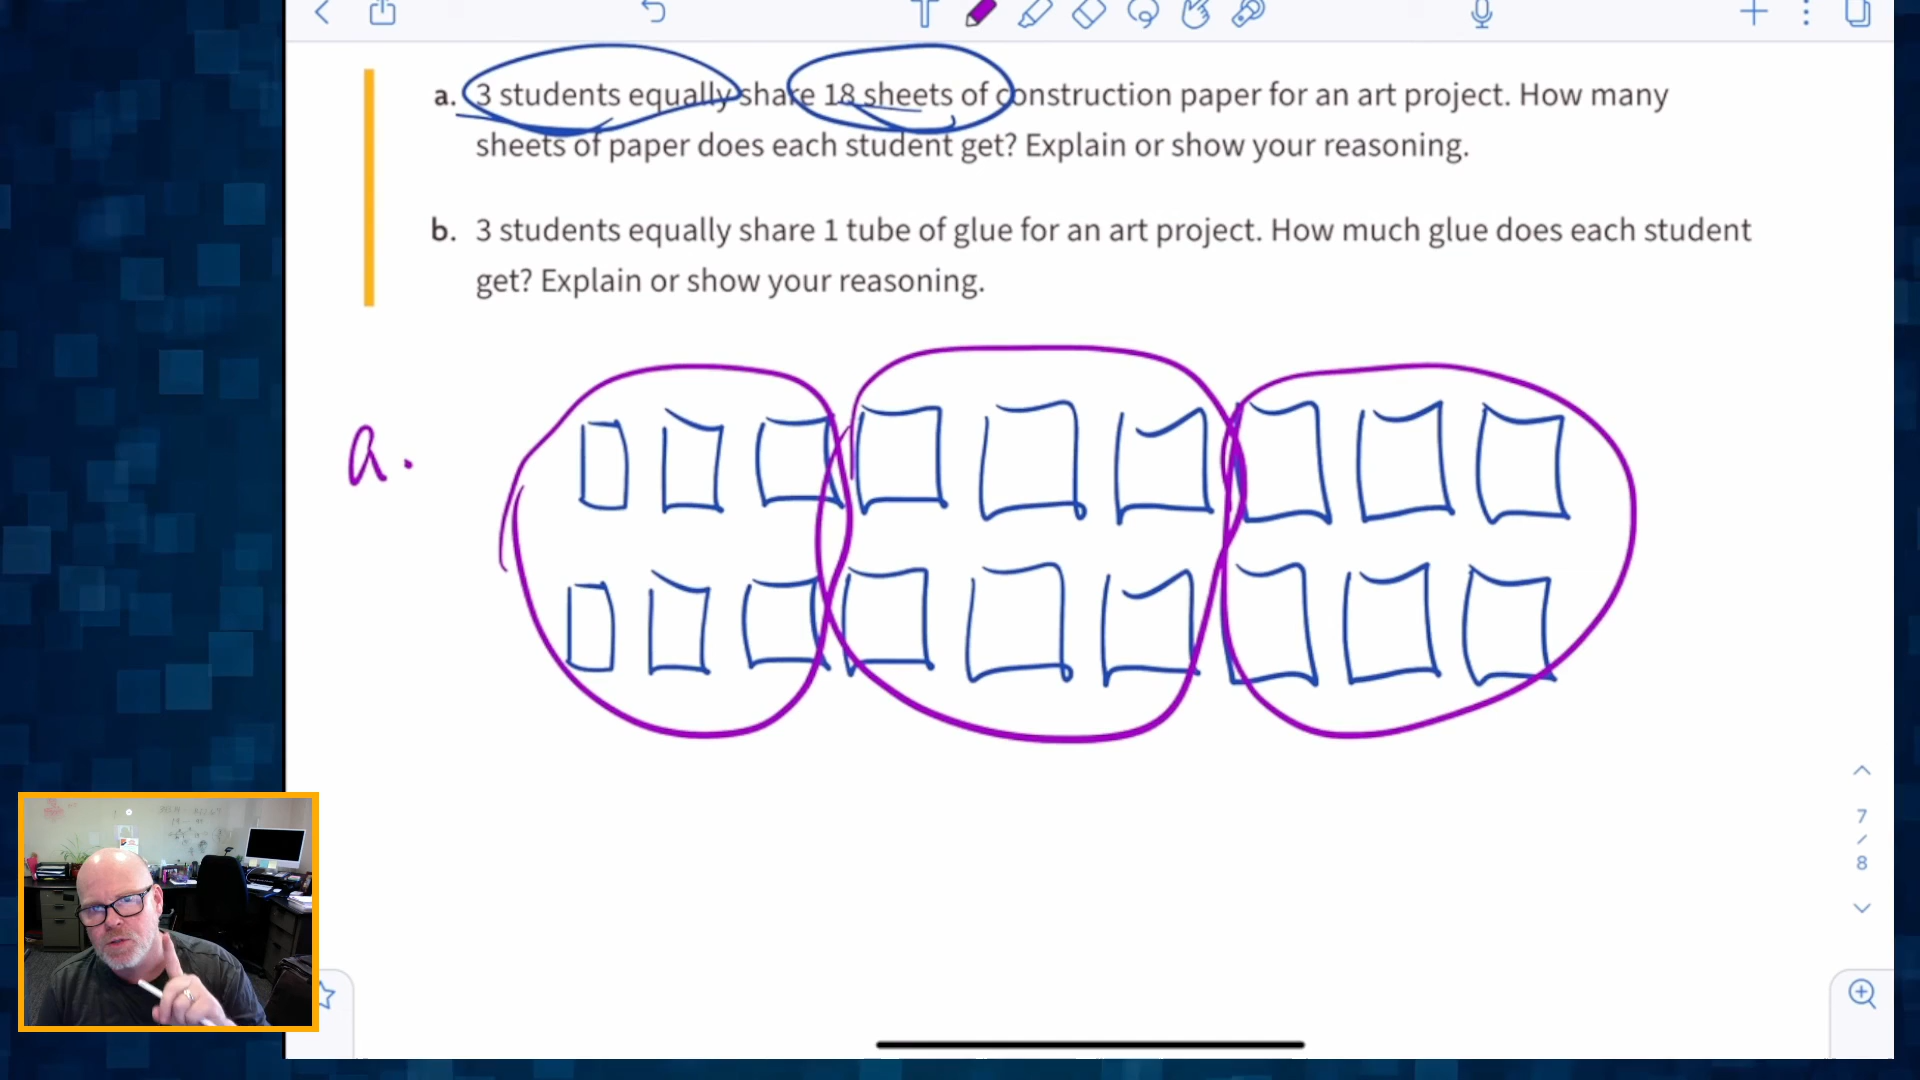 a. 3 students equally share 18 sheets of construction paper for an art project. How many
sheets of paper does each student get? Explain or show your reasoning.
b. 3 students equally share 1 tube of glue for an art project. How much glue does each student
get? Explain or show your reasoning.
a.
7
/
8